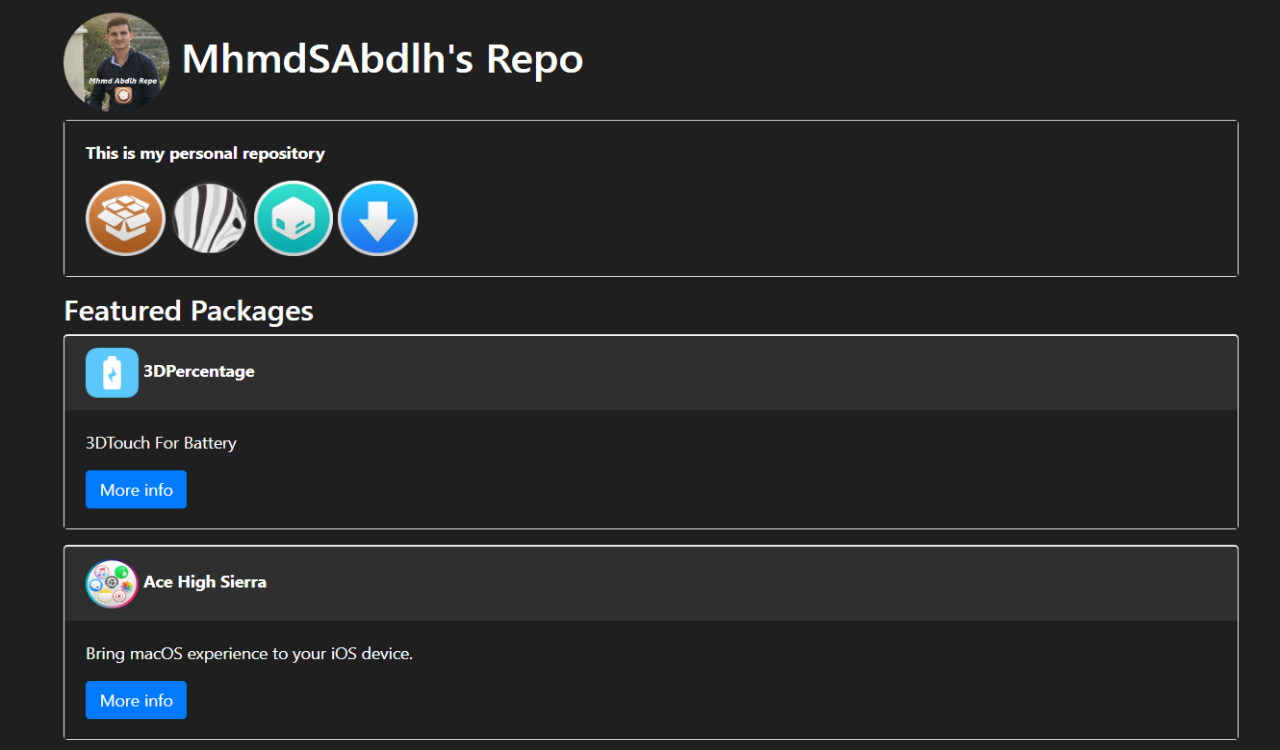 Mhmd Abdlh Repo
MhmdSAbdlh's Repo
This is my personal repository
Featured Packages
3DPercentage
3DTouch For Battery
More info
Ace High Sierra
Bring macOS experience to your iOS device.
More info